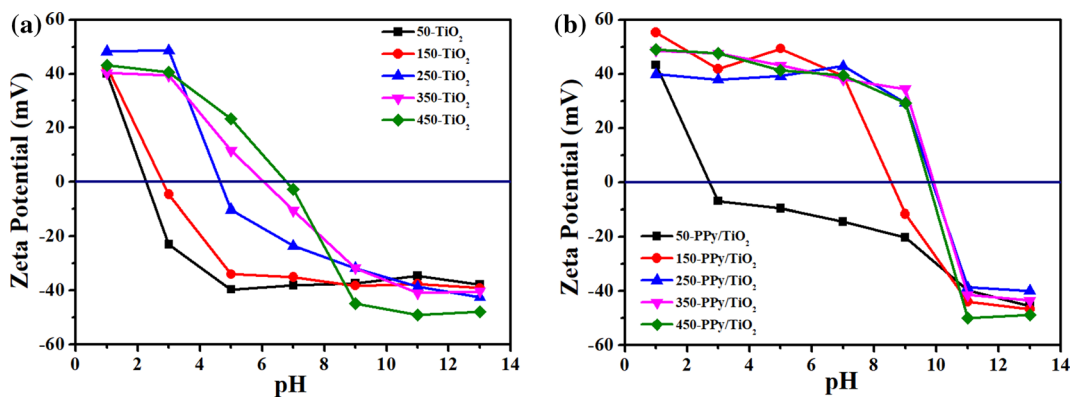 (a)
Zeta Potential (mV)
60
40
20
0
-20
-40
-60
0 2 4 6 8 10 12 14
pH
50-TiO₂
150-TiO₂
250-TiO₂
350-TiO₂
450-TiO₂
(b)
Zeta Potential (mV)
60
40
20
0
-20
-40
-60
0 2 4 6 8 10 12 14
pH
50-PPy/TiO₂
150-PPy/TiO₂
250-PPy/TiO₂
350-PPy/TiO₂
450-PPy/TiO₂